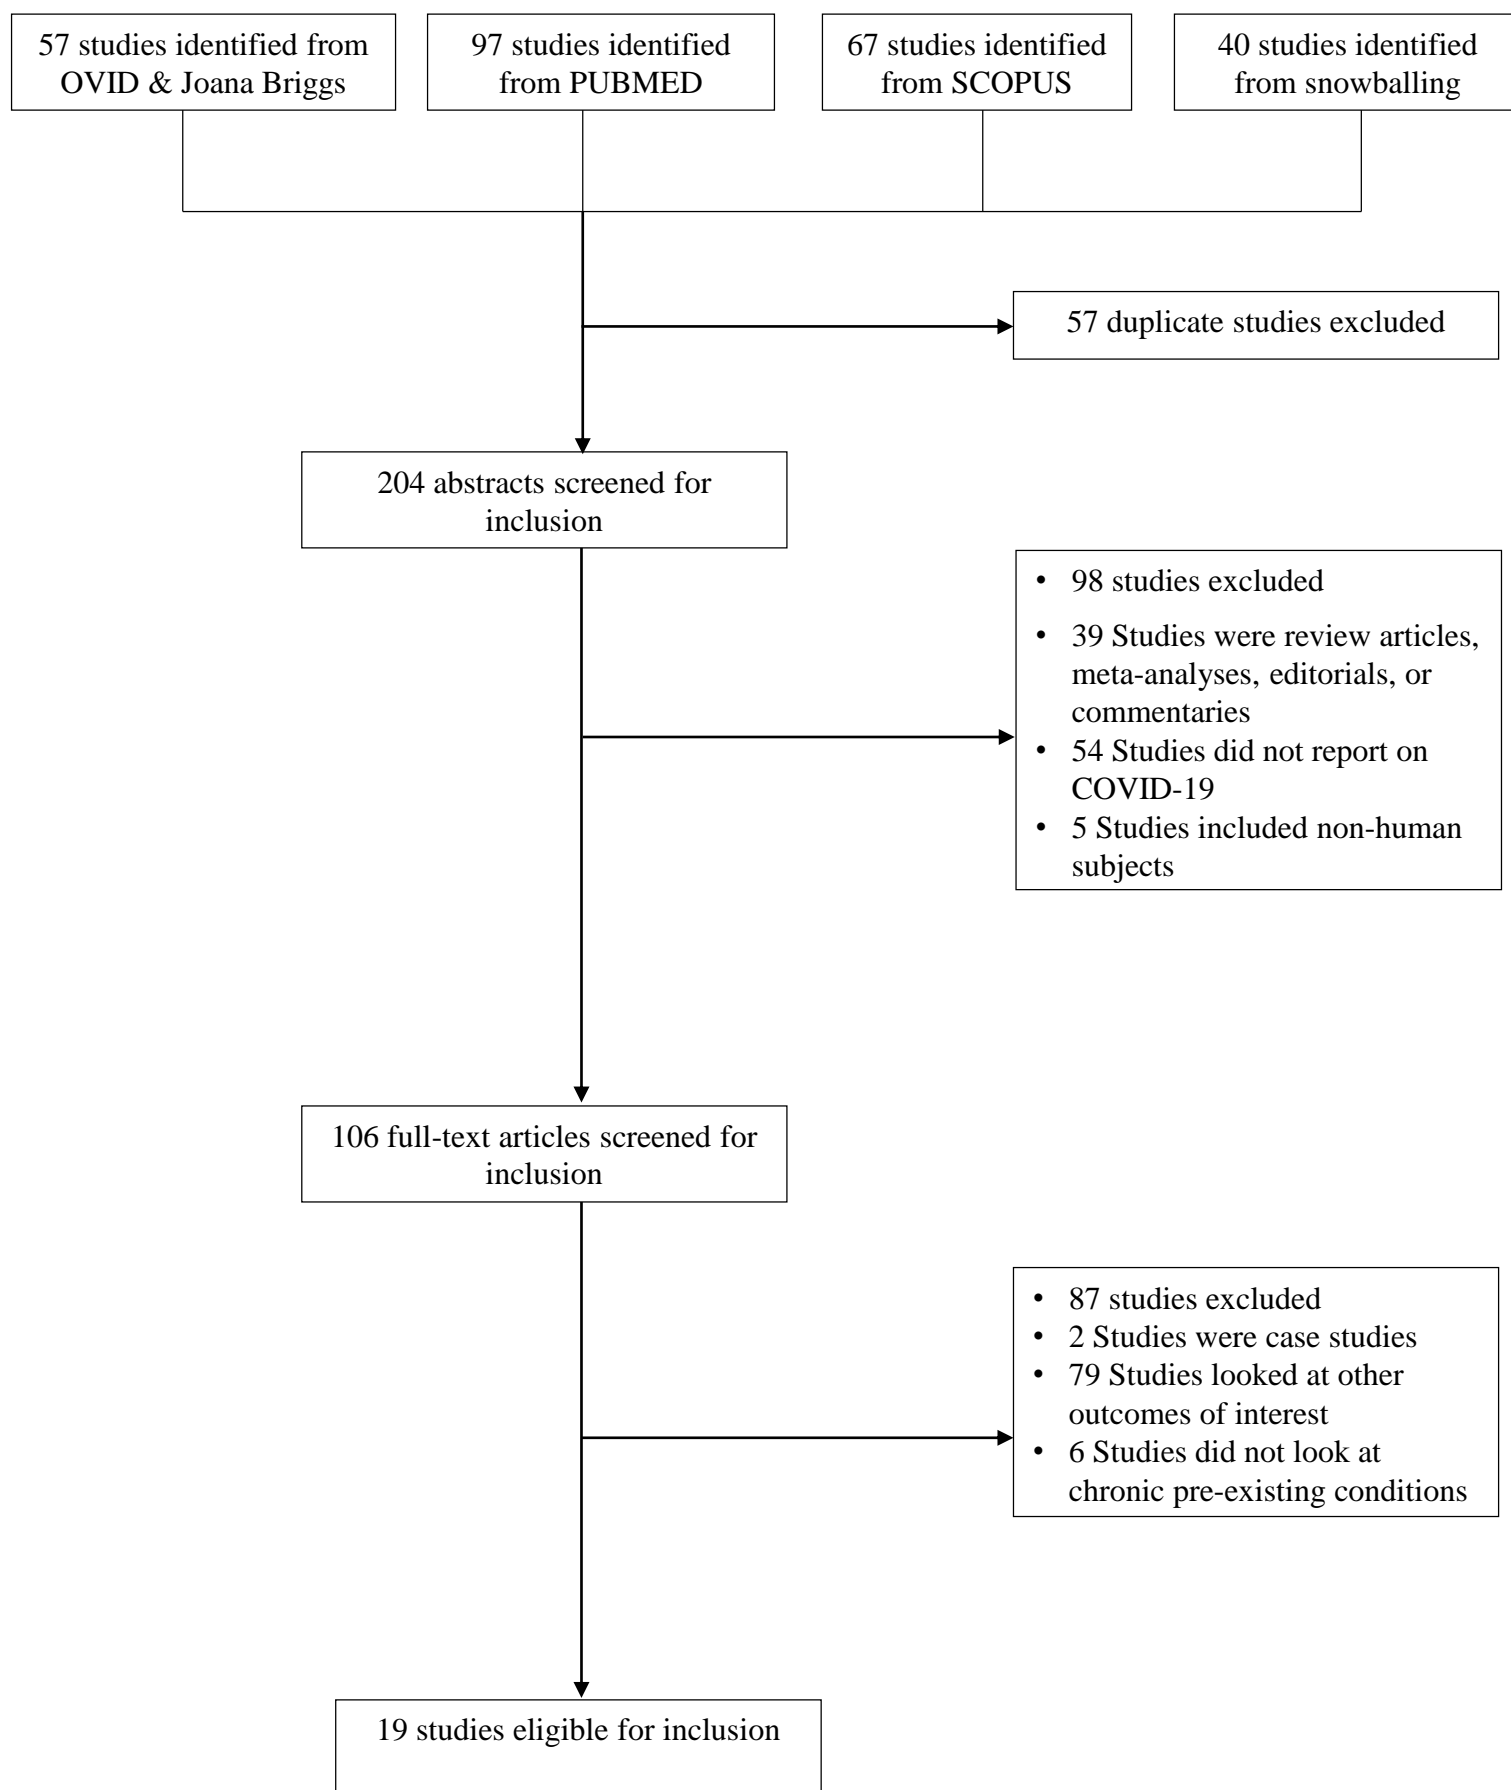 57 studies identified from
OVID & Joana Briggs
97 studies identified
from PUBMED
67 studies identified
from SCOPUS
40 studies identified
from snowballing
57 duplicate studies excluded
204 abstracts screened for
inclusion
• 98 studies excluded
• 39 Studies were review articles,
meta-analyses, editorials, or
commentaries
• 54 Studies did not report on
COVID-19
• 5 Studies included non-human
subjects
106 full-text articles screened for
inclusion
• 87 studies excluded
• 2 Studies were case studies
• 79 Studies looked at other
outcomes of interest
• 6 Studies did not look at
chronic pre-existing conditions
19 studies eligible for inclusion